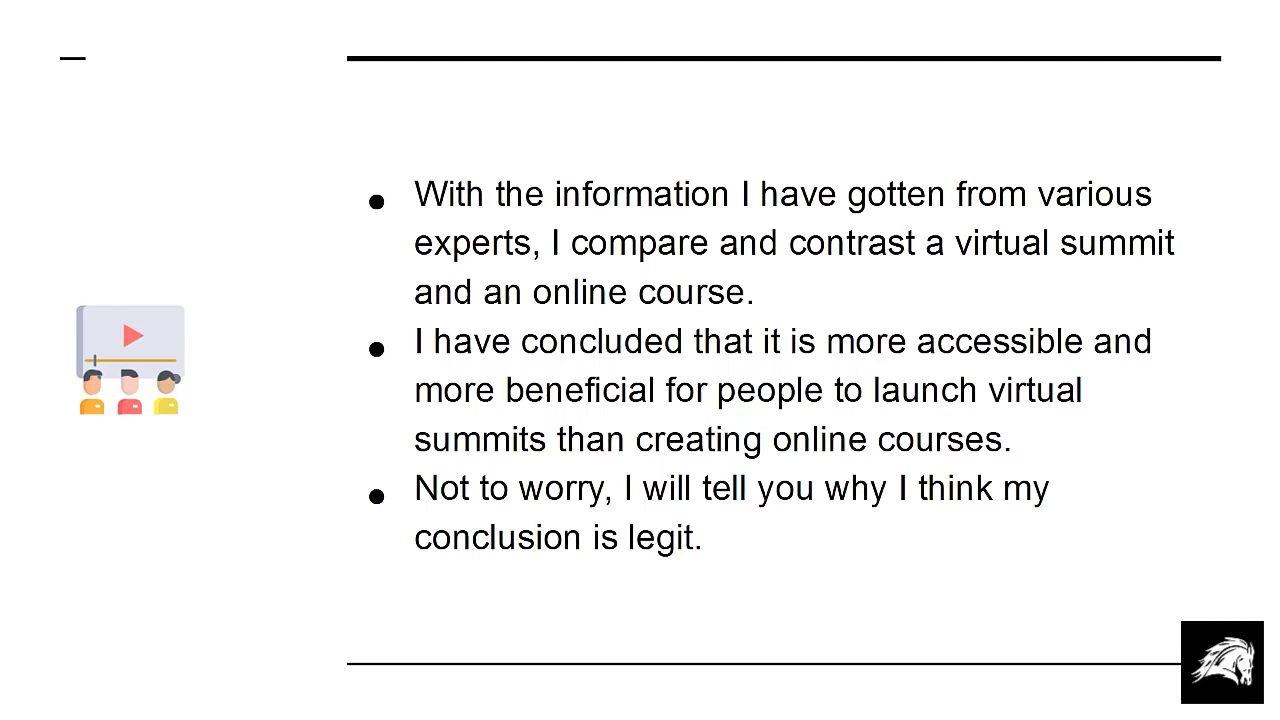 With the information I have gotten from various
experts, I compare and contrast a virtual summit
and an online course.
I have concluded that it is more accessible and
more beneficial for people to launch virtual
summits than creating online courses.
Not to worry, I will tell you why I think my
conclusion is legit.